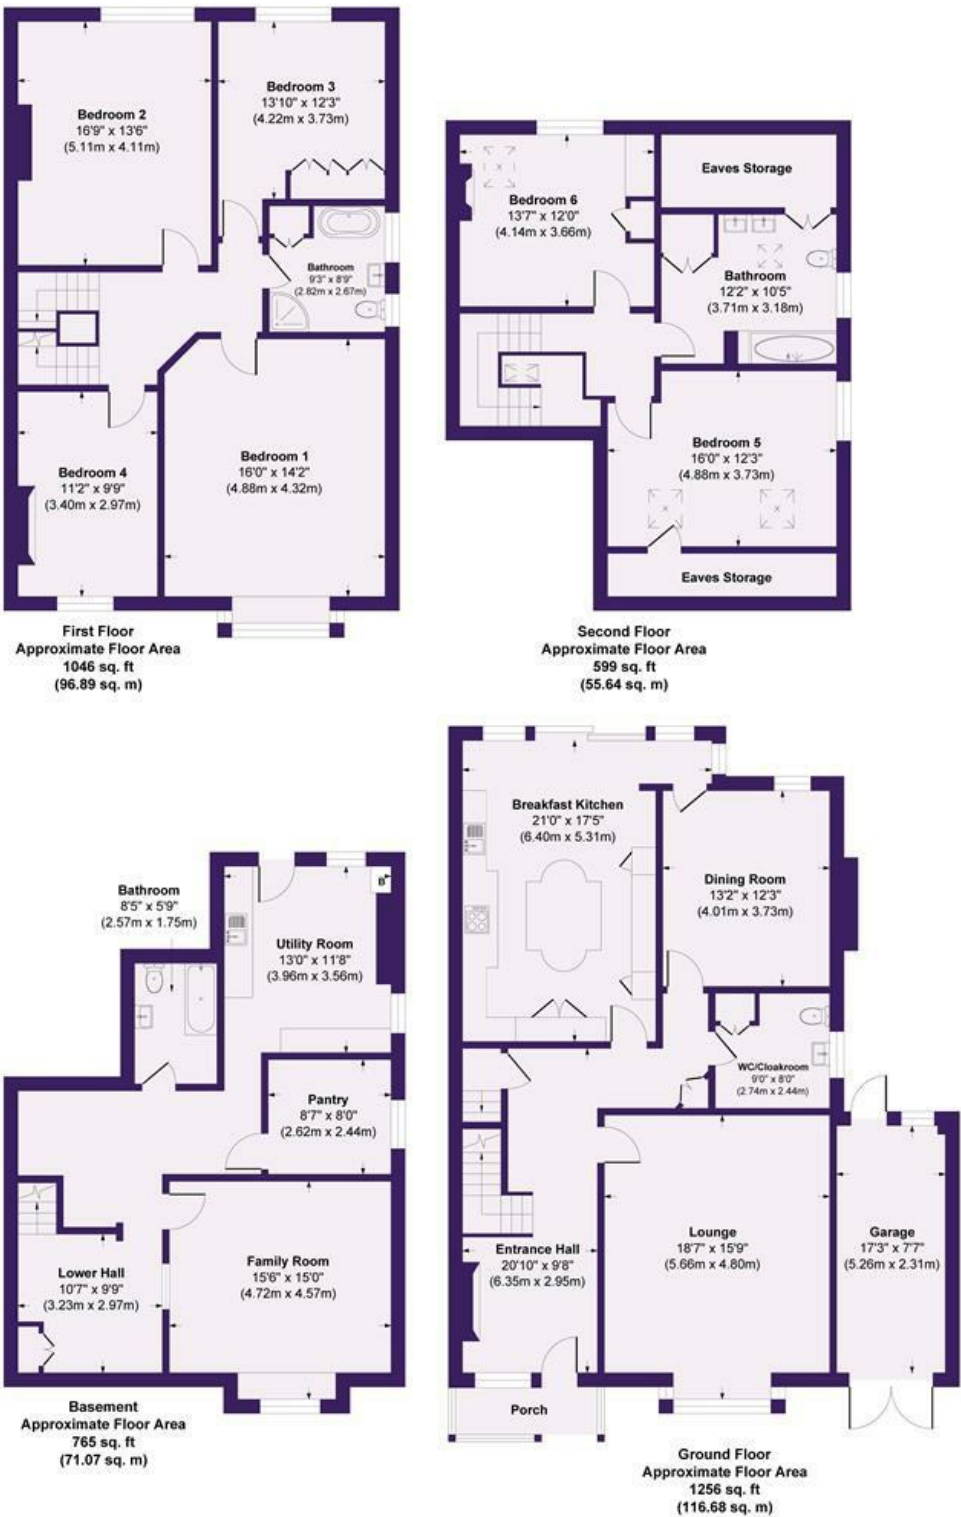 Bedroom 2
16'9" x 13'6"
(5.11m x 4.11m)
Bedroom 3
13'10" x 12'3"
(4.22m x 3.73m)
Bathroom
9'3" x 8'9"
(2.82m x 2.67m)
Bedroom 4
11'2" x 9'9"
(3.40m x 2.97m)
Bedroom 1
16'0" x 14'2"
(4.88m x 4.32m)
First Floor
Approximate Floor Area
1046 sq. ft
(96.89 sq. m)
Bedroom 6
13'7" x 12'0"
(4.14m x 3.66m)
Eaves Storage
Bathroom
12'2" x 10'5"
(3.71m x 3.18m)
Bedroom 5
16'0" x 12'3"
(4.88m x 3.73m)
Eaves Storage
Second Floor
Approximate Floor Area
599 sq. ft
(55.64 sq. m)
Bathroom
8'5" x 5'9"
(2.57m x 1.75m)
B
Utility Room
13'0" x 11'8"
(3.96m x 3.56m)
Pantry
8'7" x 8'0"
(2.62m x 2.44m)
Lower Hall
10'7" x 9'9"
(3.23m x 2.97m)
Family Room
15'6" x 15'0"
(4.72m x 4.57m)
Basement
Approximate Floor Area
765 sq. ft
(71.07 sq. m)
Breakfast Kitchen
21'0" x 17'5"
(6.40m x 5.31m)
Dining Room
13'2" x 12'3"
(4.01m x 3.73m)
WC/Cloakroom
9'0" x 8'0"
(2.74m x 2.44m)
Entrance Hall
20'10" x 9'8"
(6.35m x 2.95m)
Lounge
18'7" x 15'9"
(5.66m x 4.80m)
Garage
17'3" x 7'7"
(5.26m x 2.31m)
Porch
Ground Floor
Approximate Floor Area
1256 sq. ft
(116.68 sq. m)